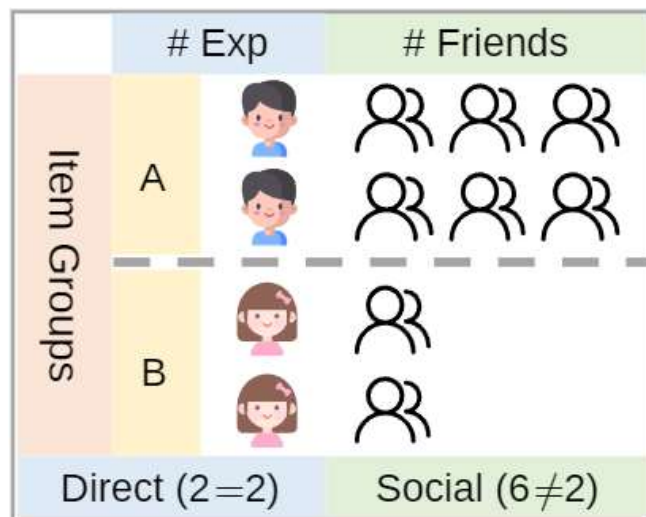 # Exp
# Friends
Item Groups
A
B
Direct (2=2)
Social (6≠2)